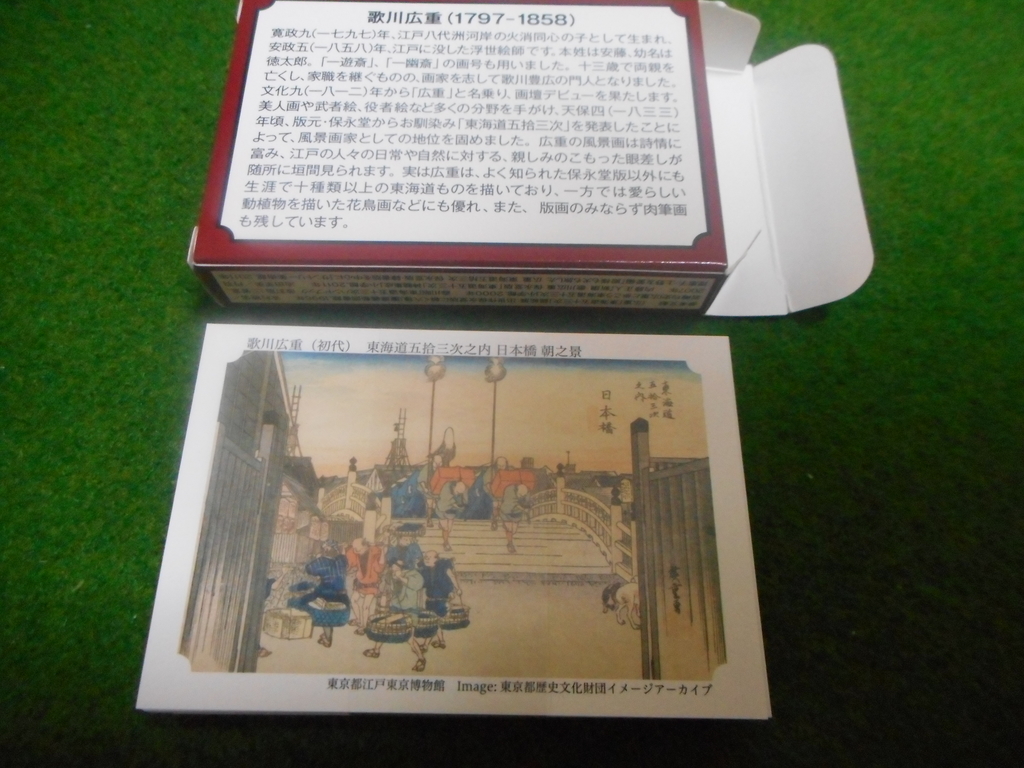 歌川広重(1797-1858)
寛政九(一七九七)年、江戸八代洲河岸の火消同心の子として生まれ、
安政五(一八五八)年、江戸に没した浮世絵師です。本姓は安藤、幼名は
徳太郎。「一遊斎」、「一幽斎」の画号も用いました。十三歳で両親を
亡くし、家職を継ぐものの、画家を志して歌川豊広の門人となりました。
文化九(一八一二)年から「広重」と名乗り、画壇デビューを果たします。
美人画や武者絵、役者絵など多くの分野を手がけ、天保四(一八三三)
年頃、版元・保永堂からお馴染み「東海道五拾三次」を発表したことに
よって、風景画家としての地位を固めました。広重の風景画は詩情に
富み、江戸の人々の日常や自然に対する、親しみのこもった眼差しが
随所に垣間見られます。実は広重は、よく知られた保永堂版以外にも
生涯で十種類以上の東海道ものを描いており、一方では愛らしい
動植物を描いた花鳥画などにも優れ、また、版画のみならず肉筆画
も残しています。
歌川広重(初代) 東海道五拾三次之内 日本橋 朝之景
東海道
五拾三次
之内
日本橋
広重画
東京都江戸東京博物館 Image: 東京都歴史文化財団イメージアーカイブ